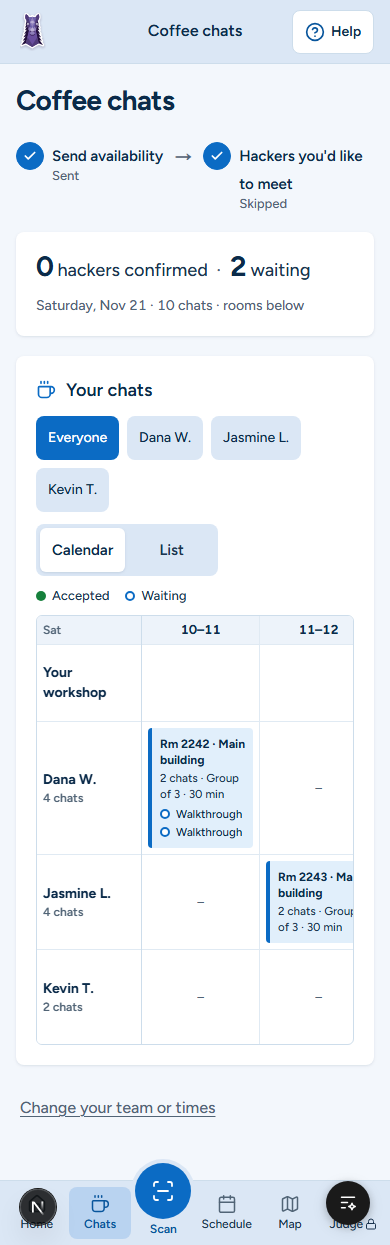 Coffee chats
Help
Coffee chats
Send availability → Hackers you'd like
to meet
Sent
Skipped
0 hackers confirmed · 2 waiting
Saturday, Nov 21 · 10 chats · rooms below
Your chats
Everyone
Dana W.
Jasmine L.
Kevin T.
Calendar
List
Accepted
Waiting
Sat
10–11
11–12
Your
workshop
Dana W.
4 chats
Rm 2242 · Main
building
2 chats · Group
of 3 · 30 min
Walkthrough
Walkthrough
–
Jasmine L.
4 chats
–
Rm 2243 · Ma
building
2 chats · Group
of 3 · 30 min
Kevin T.
2 chats
–
–
Change your team or times
N
Home
Chats
Scan
Schedule
Map
Judge